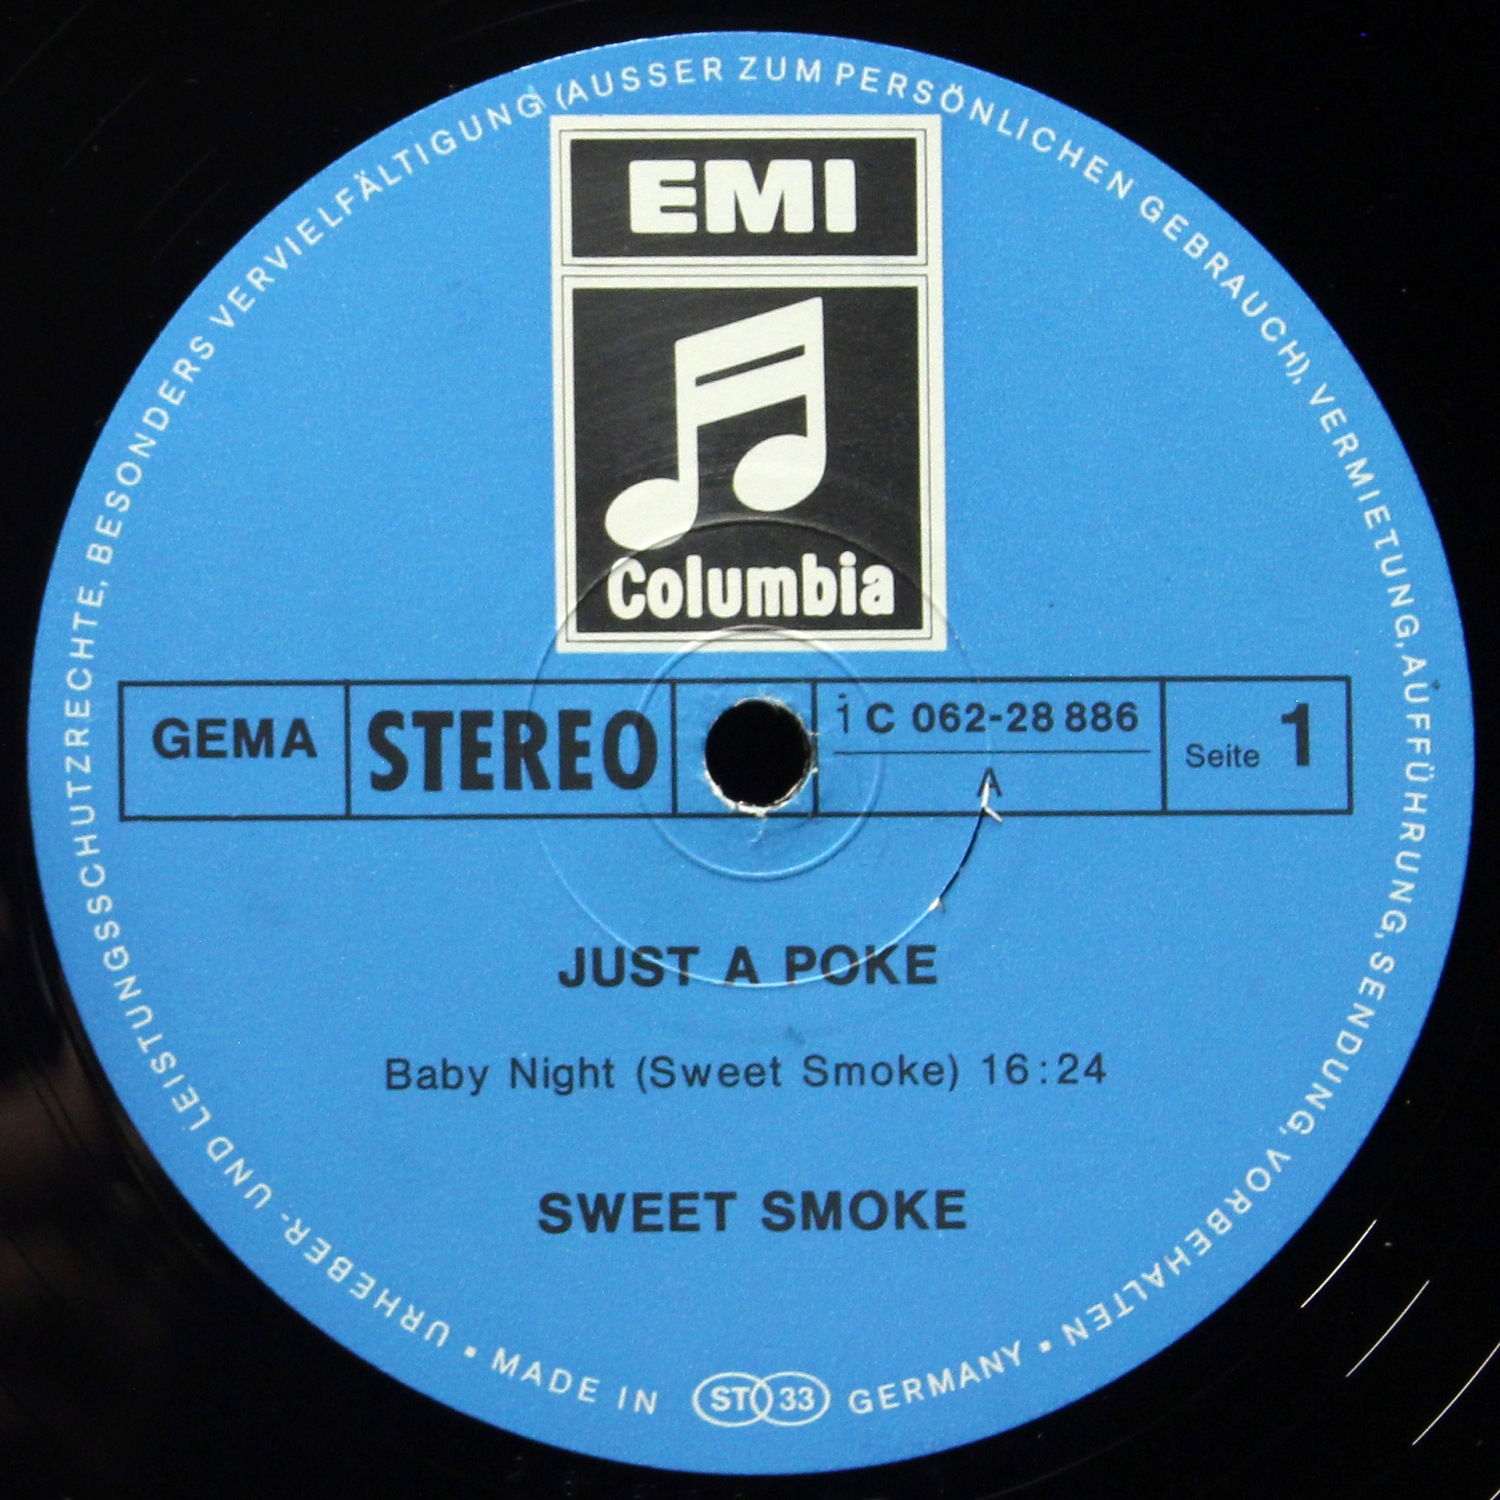 URHEBER- UND LEISTUNGSSCHUTZRECHTE, BESONDERS VERVIELFÄLTIGUNG (AUSSER ZUM PERSÖNLICHEN GEBRAUCH), VERMIETUNG, AUFFÜHRUNG, SENDUNG, VORBEHALTEN •
EMI
Columbia
GEMA STEREO 1 C 062-28 886 Seite 1
A
JUST A POKE
Baby Night (Sweet Smoke) 16:24
SWEET SMOKE
• MADE IN ST 33 GERMANY